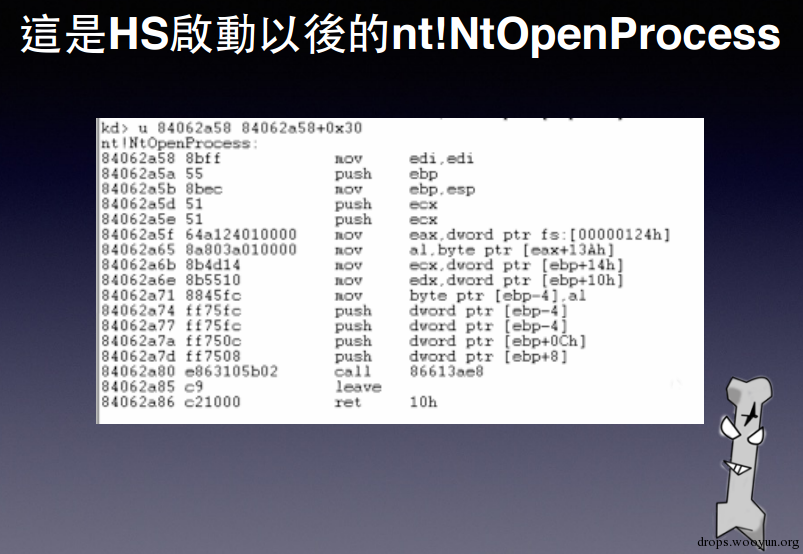 這是HS啟動以後的nt!NtOpenProcess
kd> u 84062a58 84062a58+0x30
nt!NtOpenProcess:
84062a58 8bff mov edi,edi
84062a5a 55 push ebp
84062a5b 8bec mov ebp,esp
84062a5d 51 push ecx
84062a5e 51 push ecx
84062a5f 64a124010000 mov eax,dword ptr fs:[00000124h]
84062a65 8a803a010000 mov al,byte ptr [eax+13Ah]
84062a6b 8b4d14 mov ecx,dword ptr [ebp+14h]
84062a6e 8b5510 mov edx,dword ptr [ebp+10h]
84062a71 8845fc mov byte ptr [ebp-4],al
84062a74 ff75fc push dword ptr [ebp-4]
84062a77 ff75fc push dword ptr [ebp-4]
84062a7a ff750c push dword ptr [ebp+0Ch]
84062a7d ff7508 push dword ptr [ebp+8]
84062a80 e863105b02 call 86613ae8
84062a85 c9 leave
84062a86 c21000 ret 10h
drops.wooyun.org